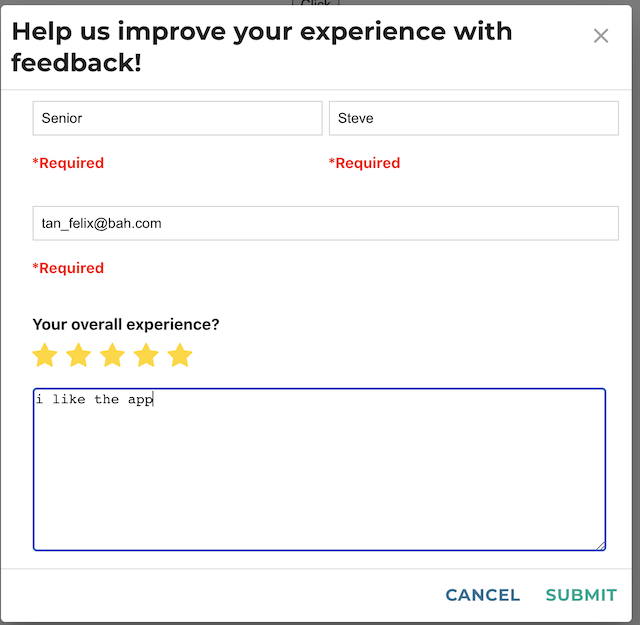 Click
Help us improve your experience with
feedback!
Senior Steve
*Required *Required
tan_felix@bah.com
*Required
Your overall experience?
i like the app
CANCEL SUBMIT